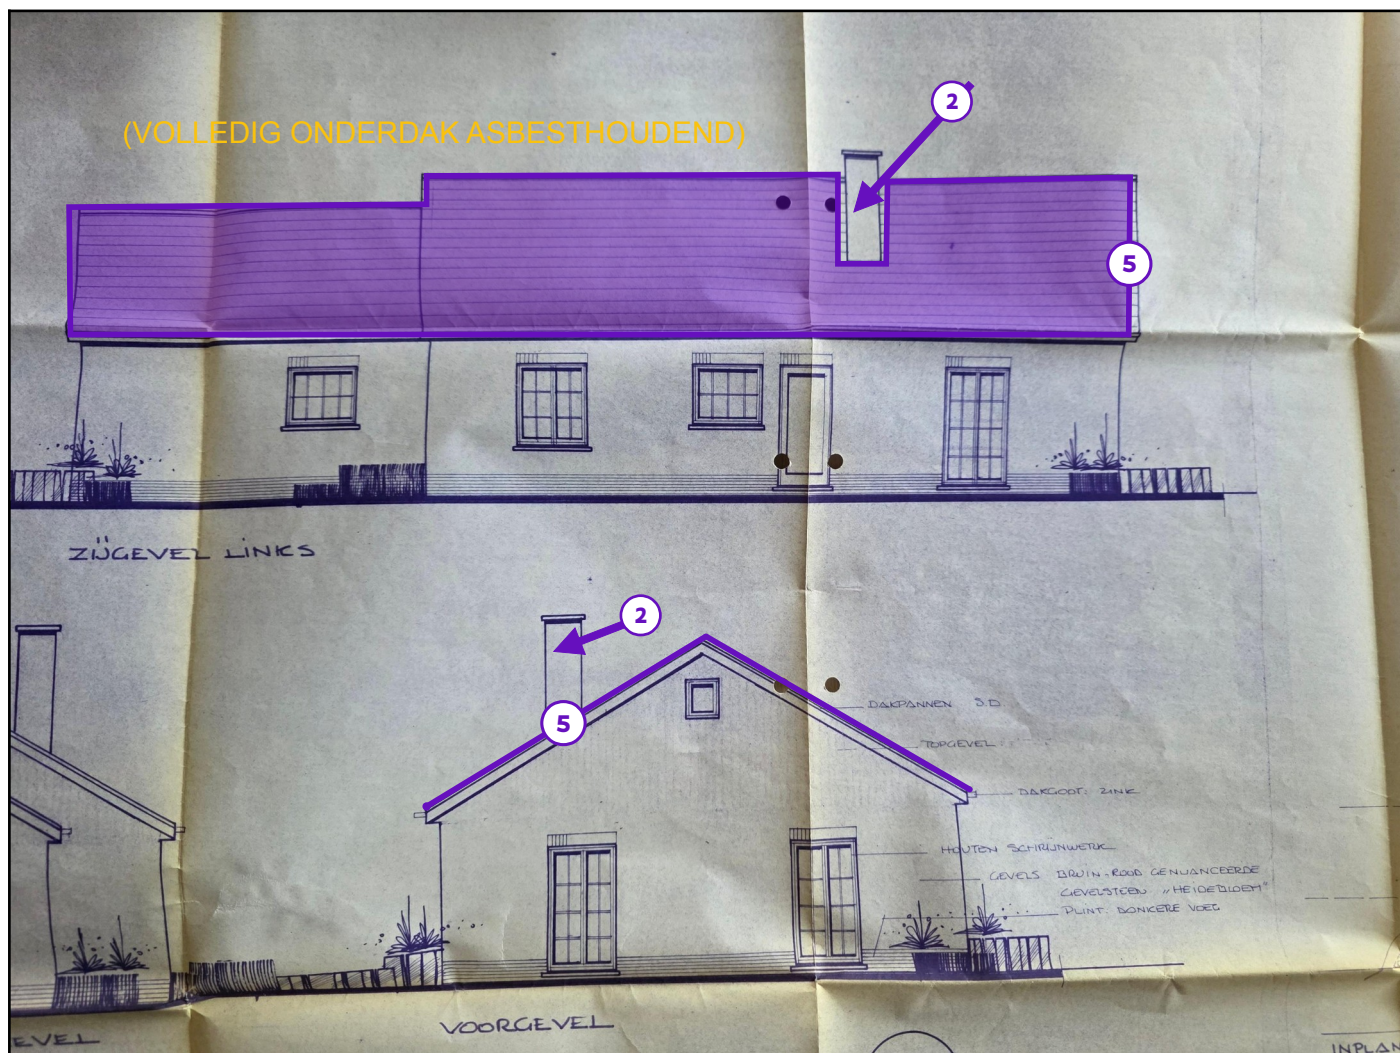 2
(VOLLEDIG ONDERDAK ASBESTHOUDEND)
5
ZIJGEVEL LINKS
2
5
DAKPANNEN S.D
TOPGEVEL
DAKGOOT: ZINK
HOUTEN SCHRIJNWERK
GEVELS BRUIN-ROOD GENUANCEERDE
GEVELSTEEN "HEIDEBLOEM"
PLINT: DONKERE VOEG
VOORGEVEL
EVEL
INPLAN